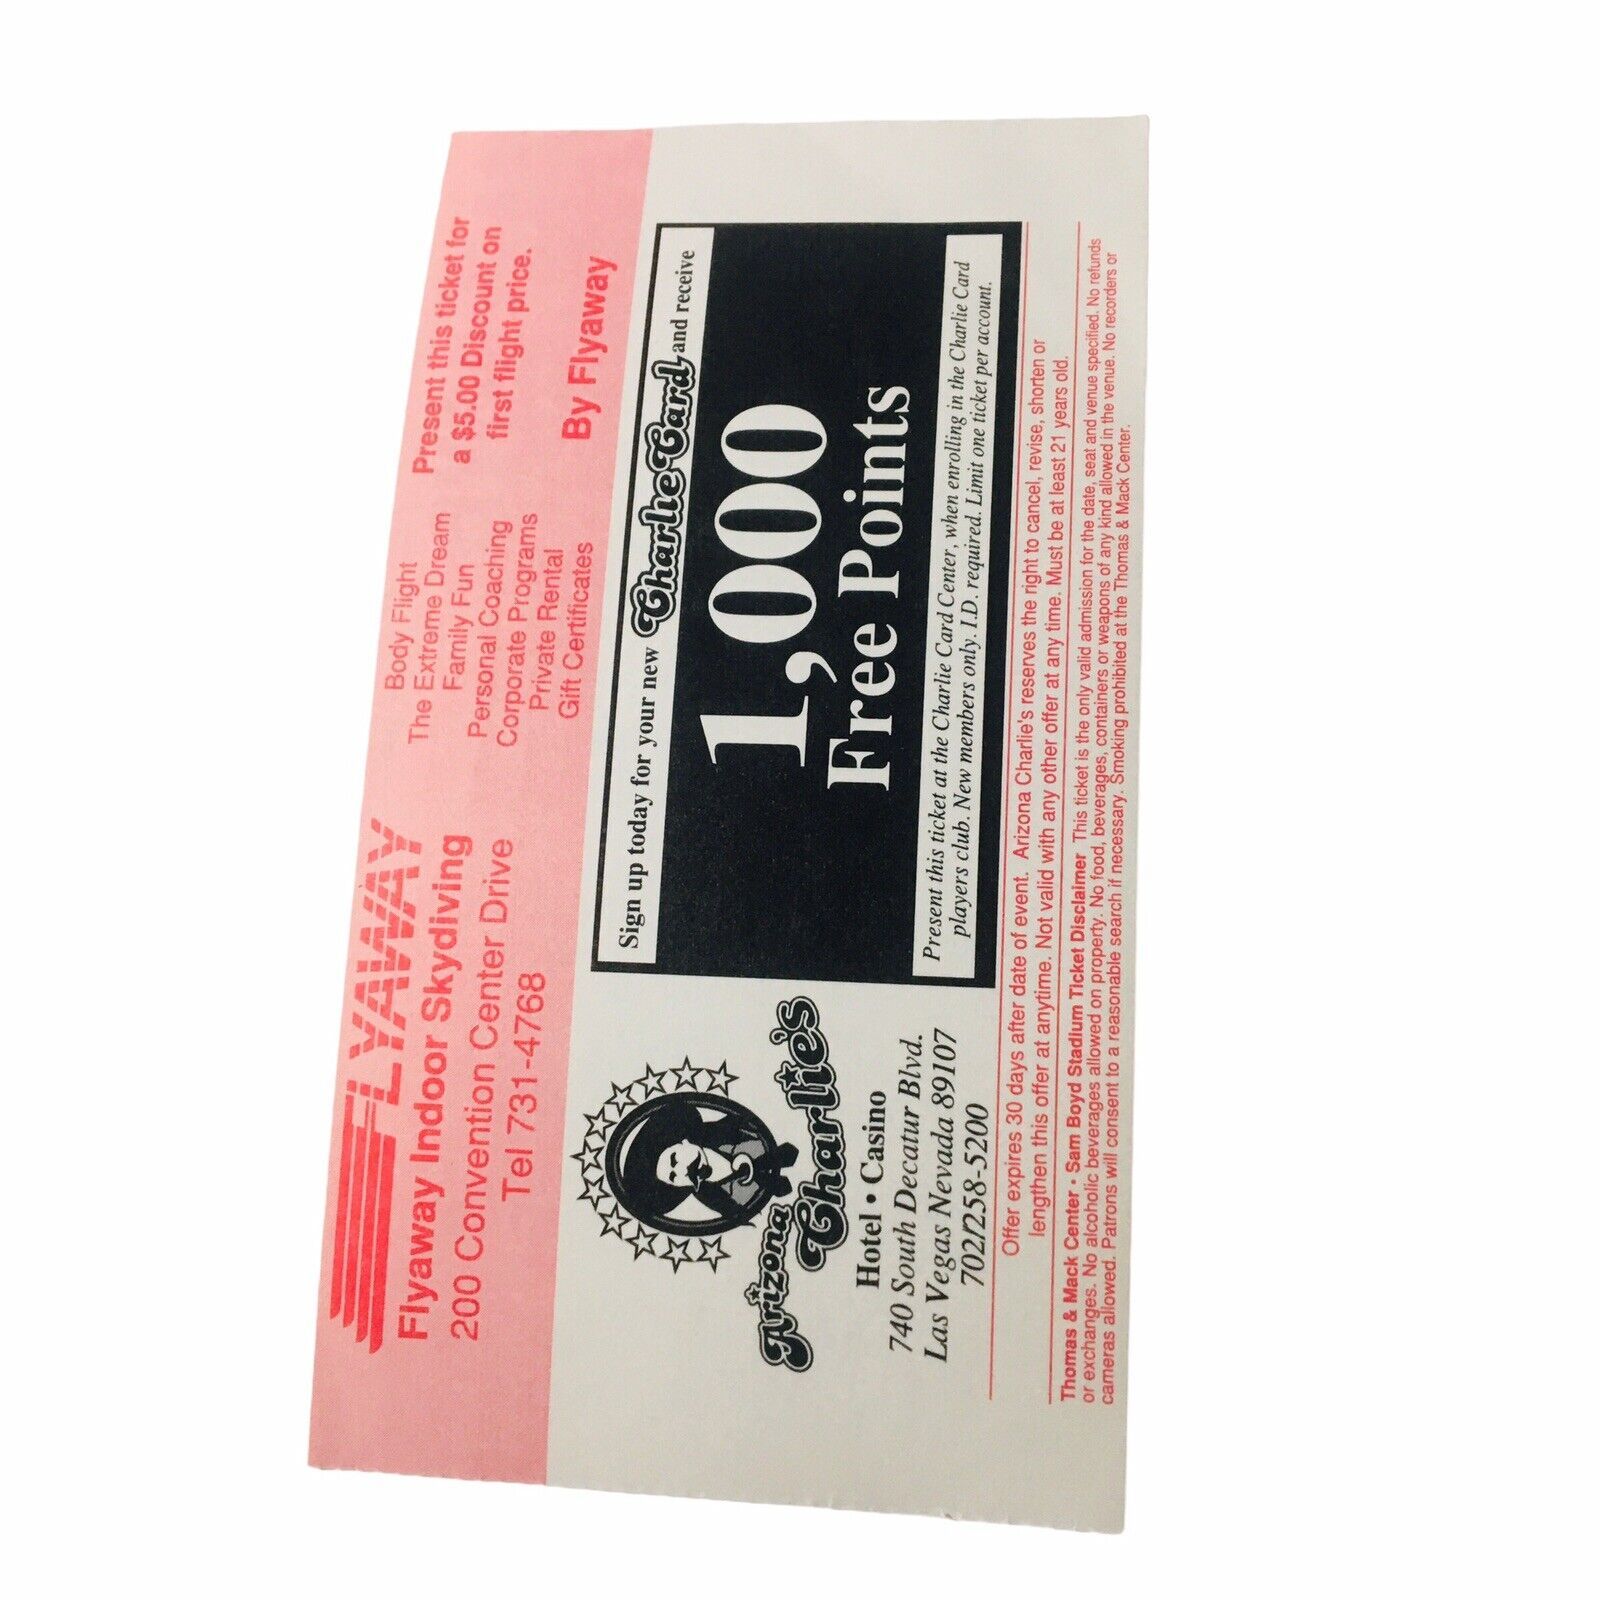 FLYAWAY
Flyaway Indoor Skydiving
200 Convention Center Drive
Tel 731-4768
Body Flight
The Extreme Dream
Family Fun
Personal Coaching
Corporate Programs
Private Rental
Gift Certificates
Present this ticket for
a $5.00 Discount on
first flight price.
By Flyaway
Arizona
Charlie's
Hotel • Casino
740 South Decatur Blvd.
Las Vegas Nevada 89107
702/258-5200
Sign up today for your new Charlie Card and receive
1,000
Free Points
Present this ticket at the Charlie Card Center, when enrolling in the Charlie Card
players club. New members only. I.D. required. Limit one ticket per account.
Offer expires 30 days after date of event. Arizona Charlie's reserves the right to cancel, revise, shorten or
lengthen this offer at anytime. Not valid with any other offer at any time. Must be at least 21 years old.
Thomas & Mack Center · Sam Boyd Stadium Ticket Disclaimer This ticket is the only valid admission for the date, seat and venue specified. No refunds
or exchanges. No alcoholic beverages allowed on property. No food, beverages, containers or weapons of any kind allowed in the venue. No recorders or
cameras allowed. Patrons will consent to a reasonable search if necessary. Smoking prohibited at the Thomas & Mack Center.